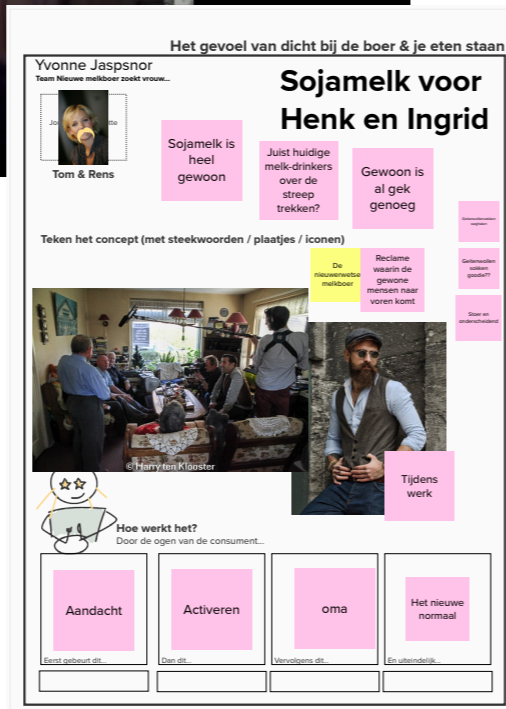 Het gevoel van dicht bij de boer & je eten staan
Yvonne Jaspsnor
Team Nieuwe melkboer zoekt vrouw...
Tom & Rens
Sojamelk voor
Henk en Ingrid
Sojamelk is
heel
gewoon
Juist huidige
melk-drinkers
over de
streep
trekken?
Gewoon is
al gek
genoeg
Teken het concept (met steekwoorden / plaatjes / iconen)
De
nieuwerwetse
melkboer
Reclame
waarin de
gewone
mensen naar
voren komt
Geitenwollen
sokken
goodie??
Stoer en
onderscheidend
© Harry ten Klooster
Tijdens
werk
Hoe werkt het?
Door de ogen van de consument...
Aandacht
Eerst gebeurt dit...
Activeren
Dan dit...
oma
Vervolgens dit...
Het nieuwe
normaal
En uiteindelijk...